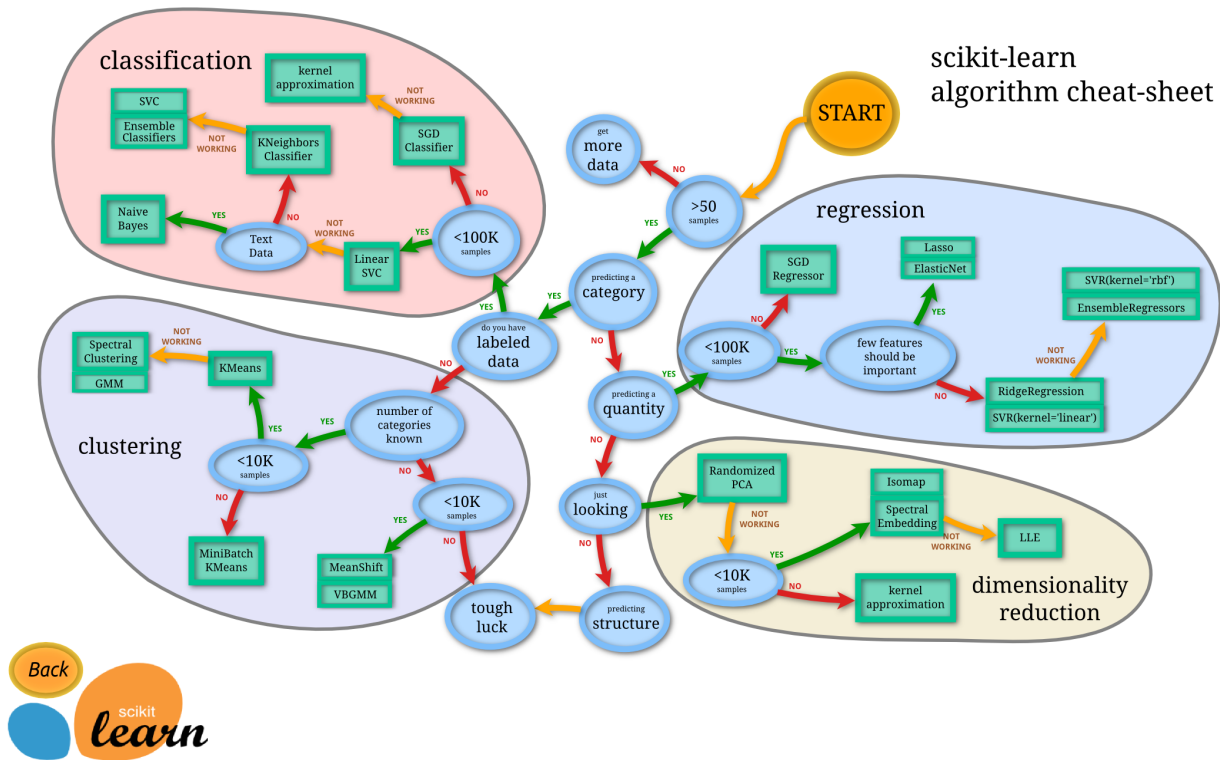 scikit-learn
algorithm cheat-sheet
START
classification
kernel
approximation
NOT
WORKING
SVC
Ensemble
Classifiers
NOT
WORKING
KNeighbors
Classifier
SGD
Classifier
NO
Naive
Bayes
YES
Text
Data
NO
NOT
WORKING
Linear
SVC
YES
<100K
samples
YES
get
more
data
NO
>50
samples
YES
predicting a
category
YES
NO
do you have
labeled
data
NO
predicting a
quantity
YES
NO
just
looking
YES
NO
predicting
structure
tough
luck
regression
SGD
Regressor
NO
<100K
samples
YES
Lasso
ElasticNet
YES
few features
should be
important
NO
SVR(kernel='rbf')
EnsembleRegressors
NOT
WORKING
RidgeRegression
SVR(kernel='linear')
clustering
Spectral
Clustering
GMM
NOT
WORKING
KMeans
YES
number of
categories
known
YES
NO
<10K
samples
NO
MiniBatch
KMeans
<10K
samples
YES
NO
MeanShift
VBGMM
dimensionality
reduction
Randomized
PCA
NOT
WORKING
<10K
samples
YES
NO
Isomap
Spectral
Embedding
NOT
WORKING
LLE
kernel
approximation
Back
scikit
learn